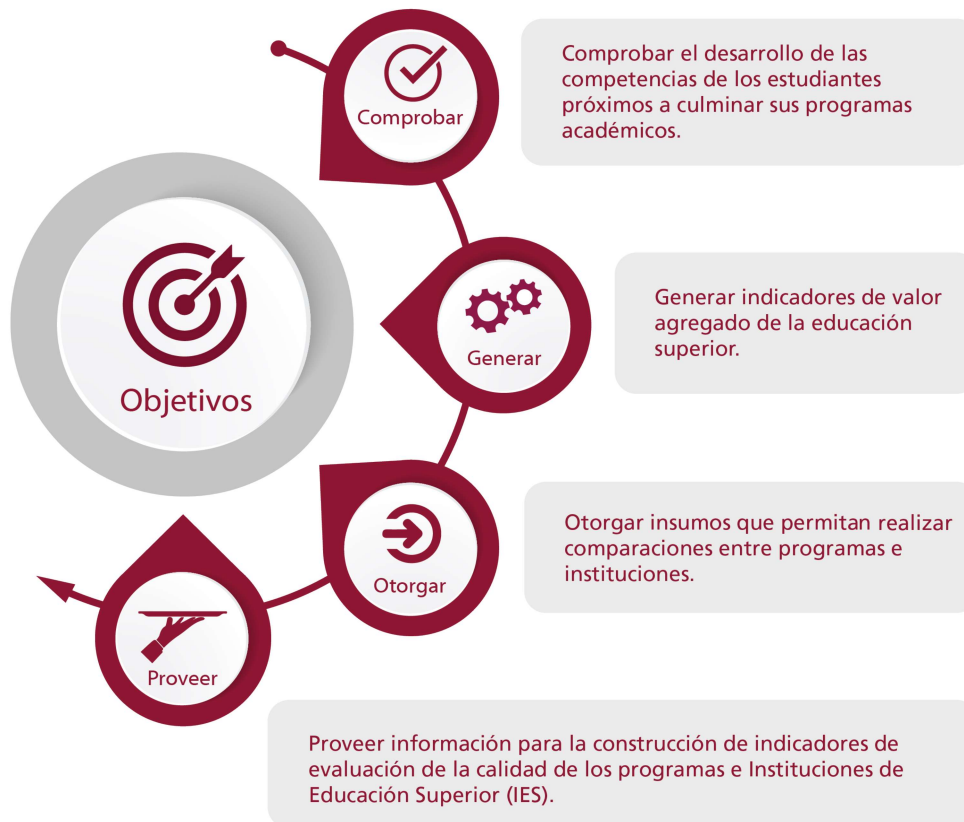 Comprobar
Comprobar el desarrollo de las
competencias de los estudiantes
próximos a culminar sus programas
académicos.
Objetivos
Generar
Generar indicadores de valor
agregado de la educación
superior.
Otorgar
Otorgar insumos que permitan realizar
comparaciones entre programas e
instituciones.
Proveer
Proveer información para la construcción de indicadores de
evaluación de la calidad de los programas e Instituciones de
Educación Superior (IES).